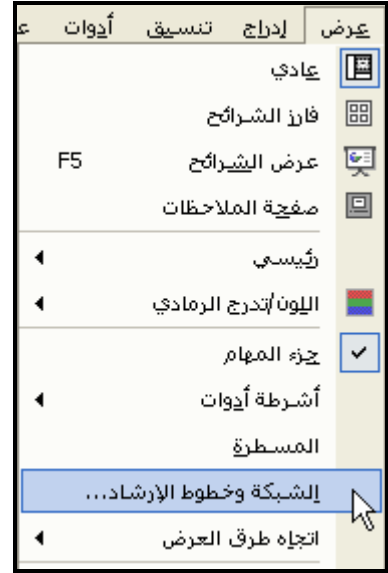 عرض إدراج تنسيق أدوات
عادي
فارز الشرائح
عرض الشرائح F5
صفحة الملاحظات
رئيسي
اللون/تدرج الرمادي
جزء المهام
أشرطة أدوات
المسطرة
الشبكة وخطوط الإرشاد...
اتجاه طرق العرض